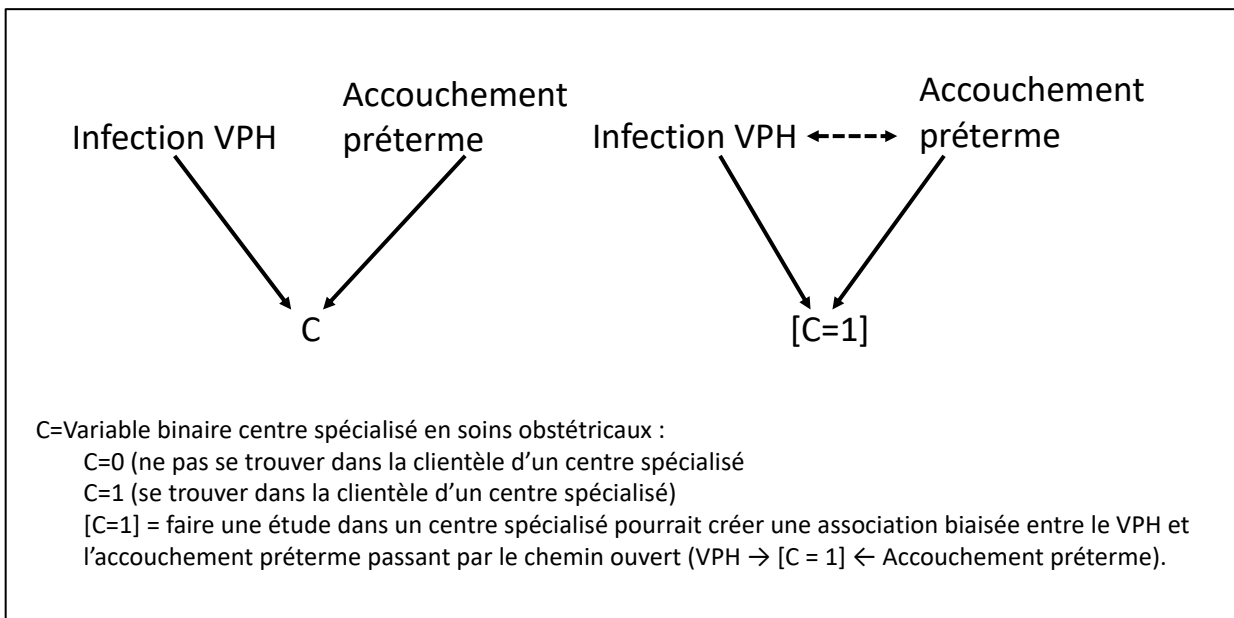 Infection VPH
Accouchement
préterme
C
Infection VPH
Accouchement
préterme
[C=1]
C=Variable binaire centre spécialisé en soins obstétricaux :
C=0 (ne pas se trouver dans la clientèle d’un centre spécialisé
C=1 (se trouver dans la clientèle d’un centre spécialisé)
[C=1] = faire une étude dans un centre spécialisé pourrait créer une association biaisée entre le VPH et
l’accouchement préterme passant par le chemin ouvert (VPH → [C = 1] ← Accouchement préterme).